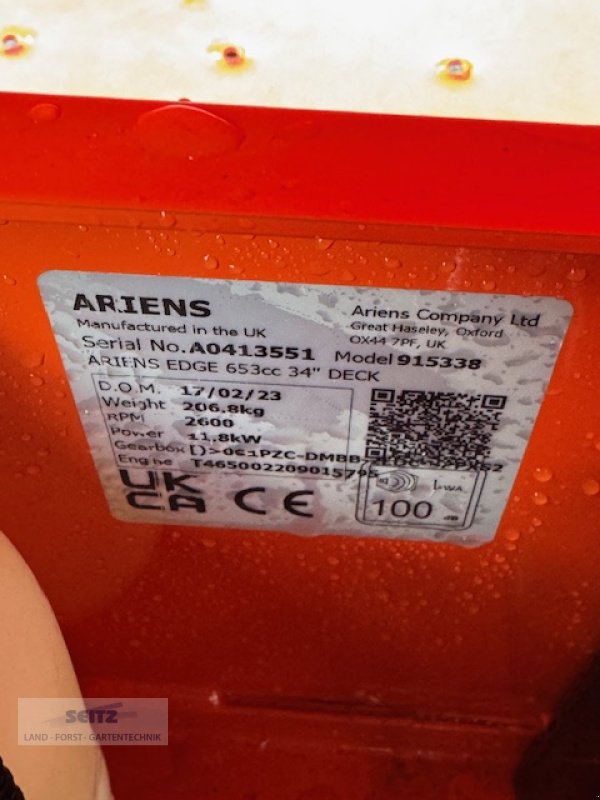 ARIENS
Manufactured in the UK
Ariens Company Ltd
Great Haseley, Oxford
OX44 7PF, UK
Serial No. A0413551 Model 915338
ARIENS EDGE 653cc 34" DECK
D.O.M. 17/02/23
Weight 206.8kg
RPM 2600
Power 11,8kW
Gearbox
Engine T465002209015795
UK
CA CE
LWA
100 dB
SEITZ
LAND - FORST - GARTENTECHNIK